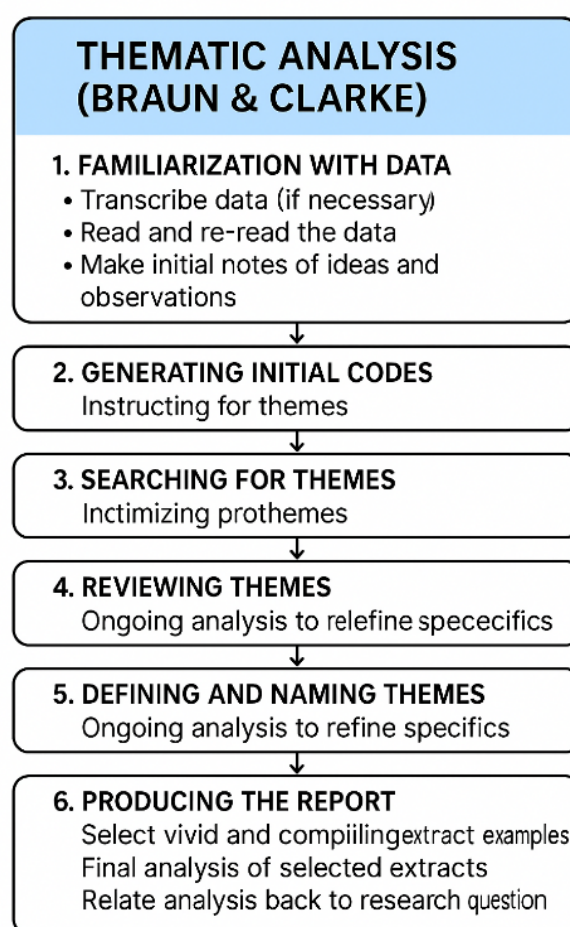 THEMATIC ANALYSIS
(BRAUN & CLARKE)
1. FAMILIARIZATION WITH DATA
• Transcribe data (if necessary)
• Read and re-read the data
• Make initial notes of ideas and
observations
2. GENERATING INITIAL CODES
Instructing for themes
3. SEARCHING FOR THEMES
Inctimizing prothemes
4. REVIEWING THEMES
Ongoing analysis to relefine spececifics
5. DEFINING AND NAMING THEMES
Ongoing analysis to refine specifics
6. PRODUCING THE REPORT
Select vivid and compiilingextract examples
Final analysis of selected extracts
Relate analysis back to research question